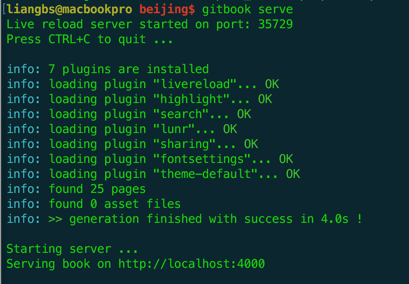 [liangbs@macbookpro beijing$ gitbook serve
Live reload server started on port: 35729
Press CTRL+C to quit ...
info: 7 plugins are installed
info: loading plugin "livereload"... OK
info: loading plugin "highlight"... OK
info: loading plugin "search"... OK
info: loading plugin "lunr"... OK
info: loading plugin "sharing"... OK
info: loading plugin "fontsettings"... OK
info: loading plugin "theme-default"... OK
info: found 25 pages
info: found 0 asset files
info: >> generation finished with success in 4.0s !
Starting server ...
Serving book on http://localhost:4000